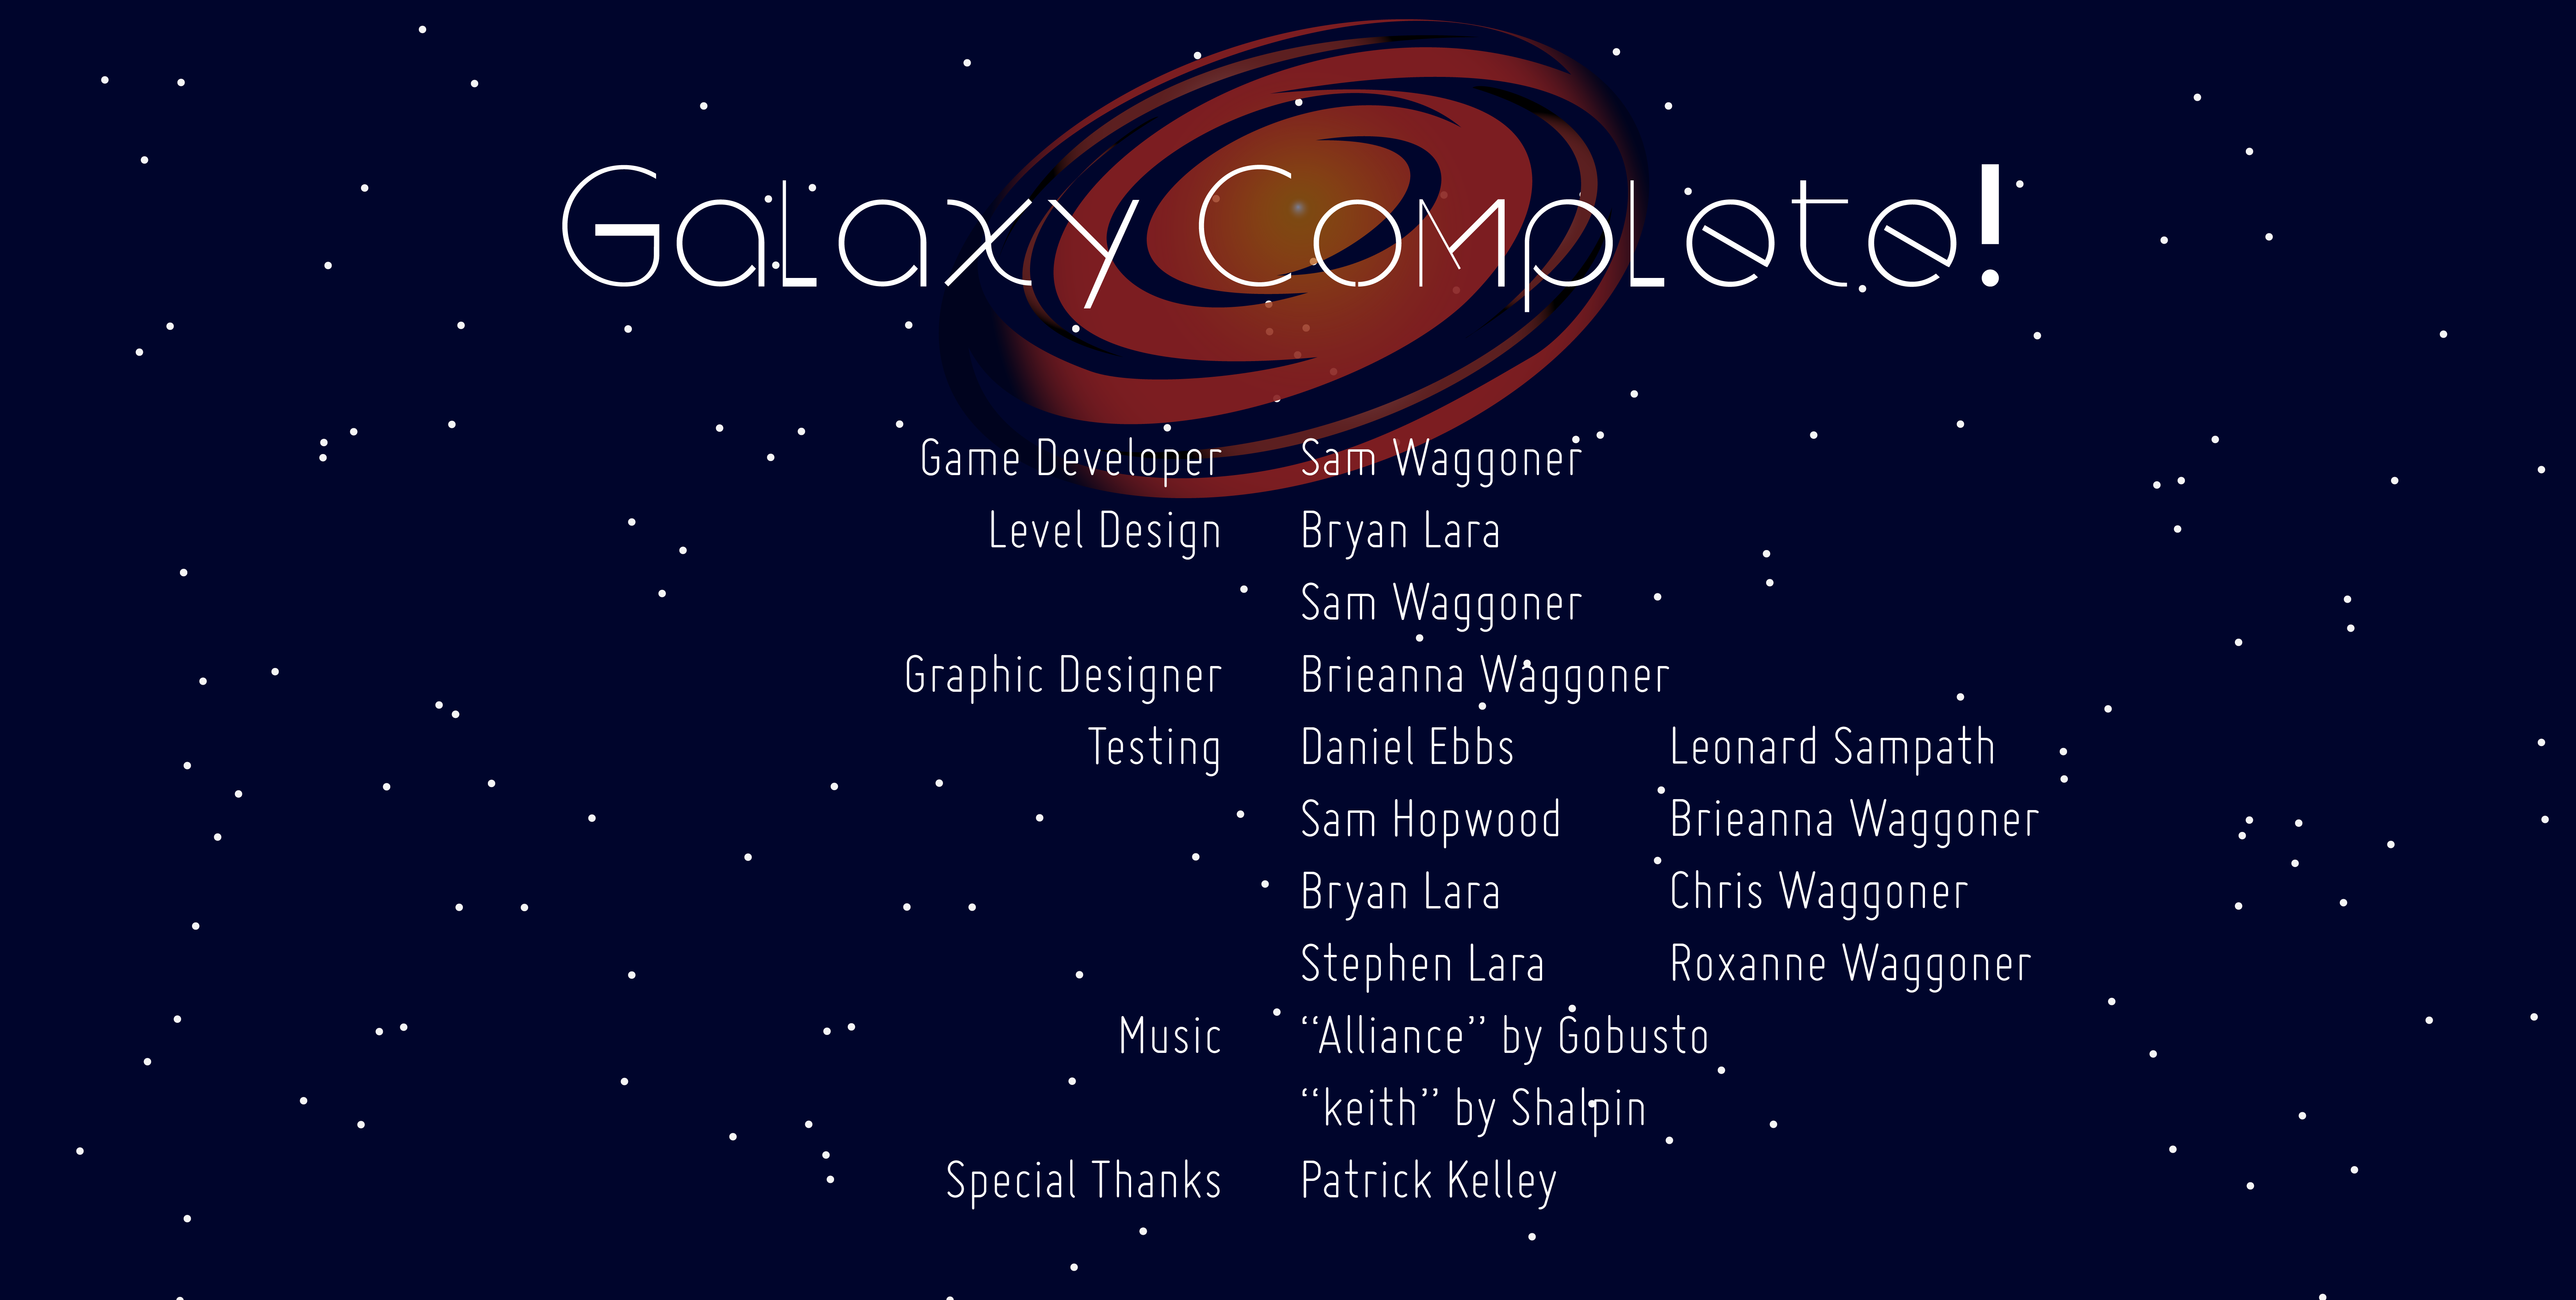 Galaxy Complete!
Game Developer Sam Waggoner
Level Design Bryan Lara
Sam Waggoner
Graphic Designer Brieanna Waggoner
Testing Daniel Ebbs Leonard Sampath
Sam Hopwood Brieanna Waggoner
Bryan Lara Chris Waggoner
Stephen Lara Roxanne Waggoner
Music “Alliance” by Gobusto
“keith” by Shalpin
Special Thanks Patrick Kelley